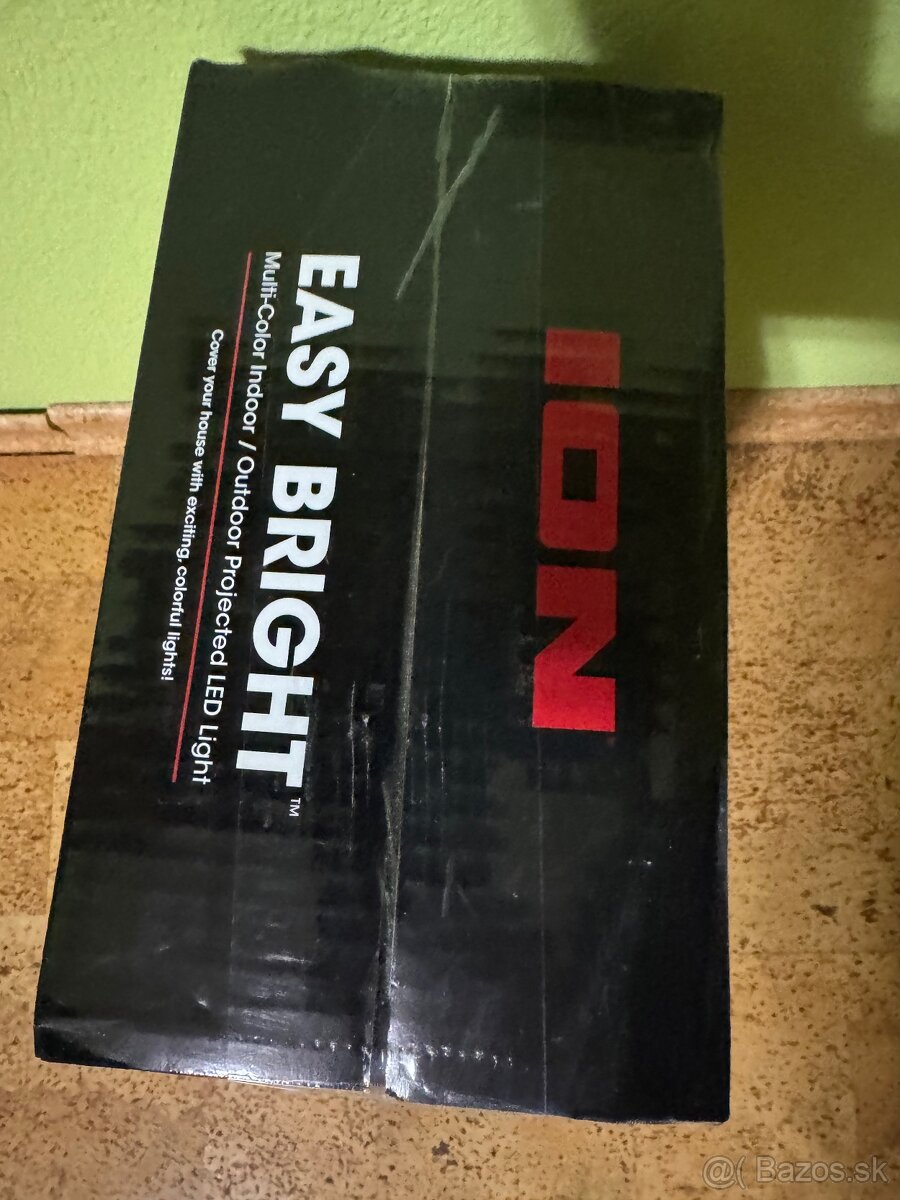 ION
EASY BRIGHT™
Multi-Color Indoor / Outdoor Projected LED Light
Cover your house with exciting, colorful lights!
@( Bazos.sk